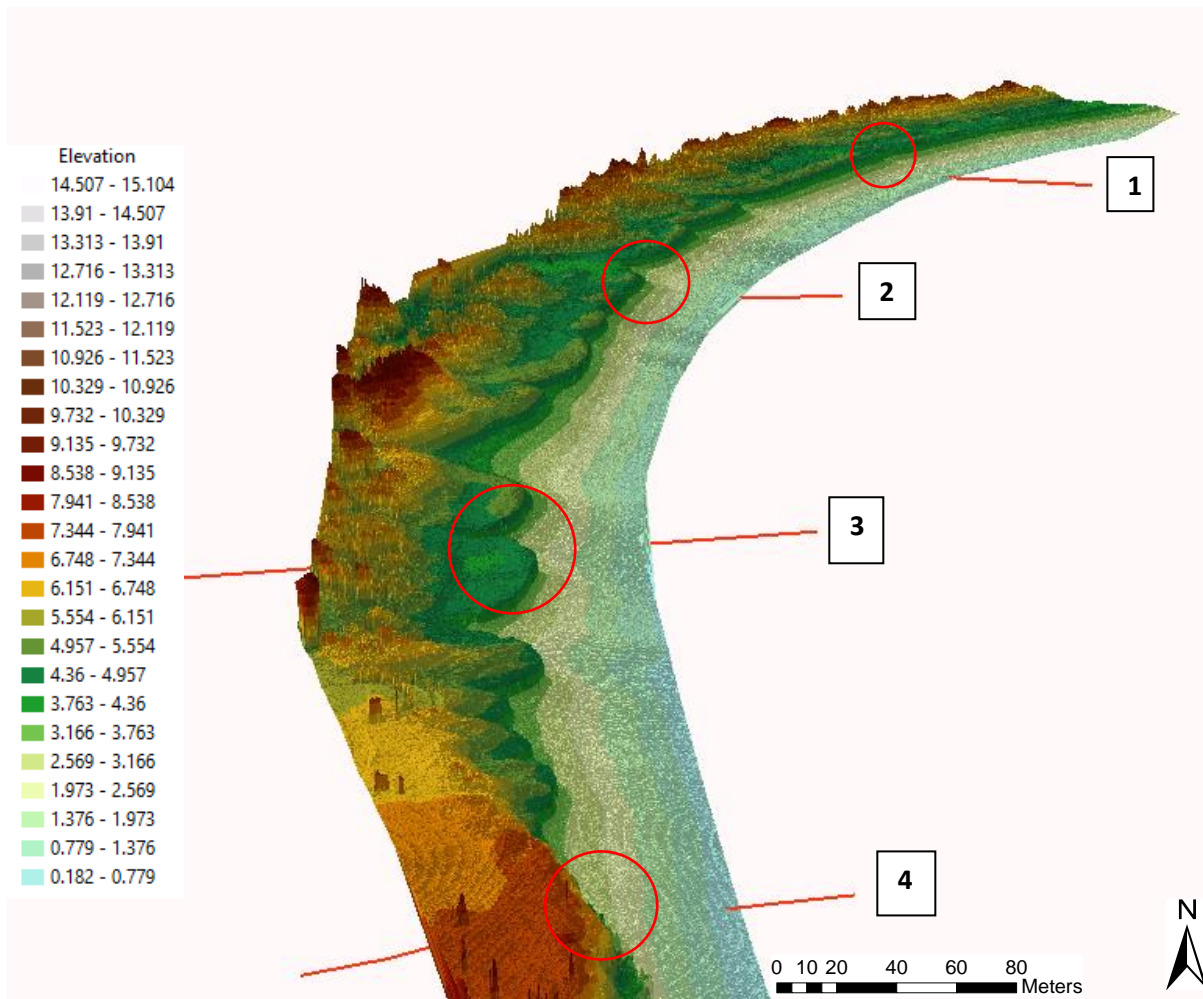 Elevation
14.507 - 15.104
13.91 - 14.507
13.313 - 13.91
12.716 - 13.313
12.119 - 12.716
11.523 - 12.119
10.926 - 11.523
10.329 - 10.926
9.732 - 10.329
9.135 - 9.732
8.538 - 9.135
7.941 - 8.538
7.344 - 7.941
6.748 - 7.344
6.151 - 6.748
5.554 - 6.151
4.957 - 5.554
4.36 - 4.957
3.763 - 4.36
3.166 - 3.763
2.569 - 3.166
1.973 - 2.569
1.376 - 1.973
0.779 - 1.376
0.182 - 0.779
1
2
3
4
N
0 10 20 40 60 80
Meters